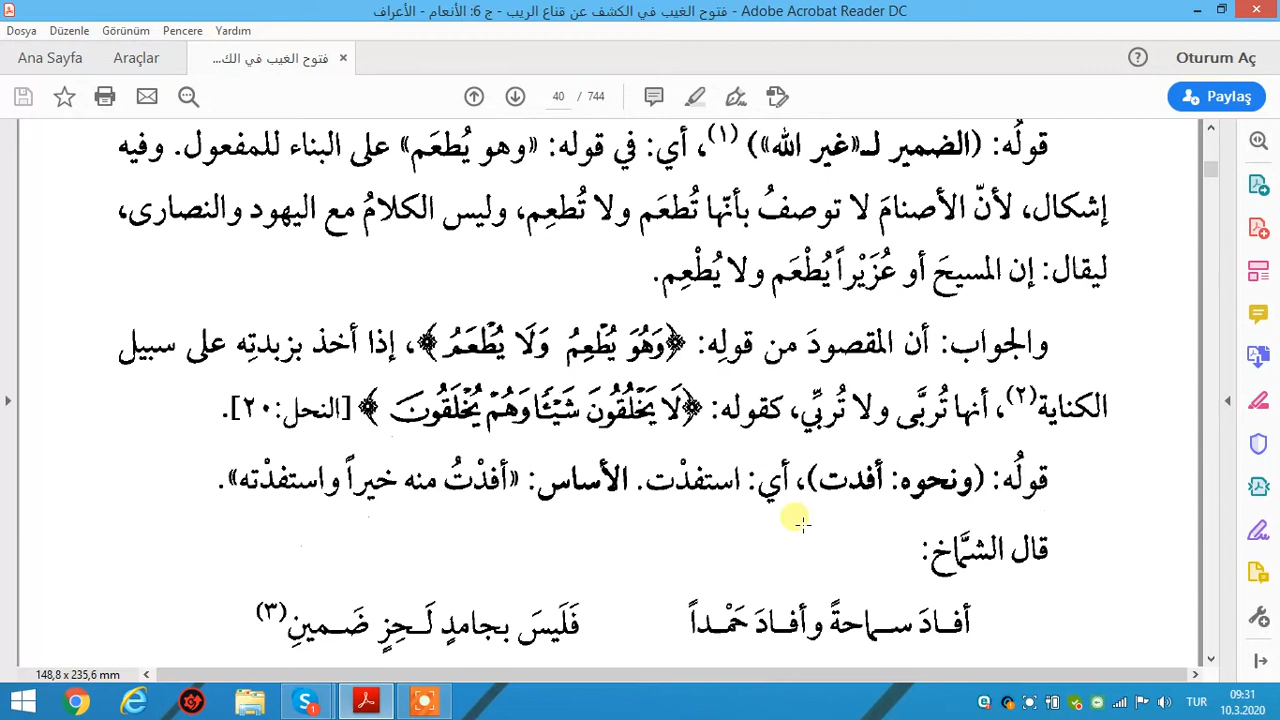 فتوح الغيب في الكشف عن قناع الريب - ج 6: الأنعام - الأعراف - Adobe Acrobat Reader DC
Dosya Düzenle Görünüm Pencere Yardım
Ana Sayfa Araçlar فتوح الغيب في الك... × Oturum Aç
40 / 744 Paylaş
قولُه: (الضمير لـ«غير الله») (١)، أي: في قوله: «وهو يُطعَم» على البناء للمفعول. وفيه
إشكال، لأنّ الأصنامَ لا توصفُ بأنّها تُطعَم ولا تُطعِم، وليس الكلامُ مع اليهود والنصارى،
ليقال: إن المسيحَ أو عُزَيْراً يُطْعَم ولا يُطْعِم.
والجواب: أن المقصودَ من قولِه: ﴿وَهُوَ يُطْعِمُ وَلَا يُطْعَمُ﴾، إذا أخذ بزبدتِه على سبيل
الكناية(٢)، أنها تُربَّى ولا تُربِّي، كقوله: ﴿لَا يَخْلُقُونَ شَيْئًا وَهُمْ يُخْلَقُونَ﴾ [النحل:٢٠].
قولُه: (ونحوه: أفدت)، أي: استفدْت. الأساس: «أفدْتُ منه خيراً واستفدْته».
قال الشمَّاخ:
أفـادَ سـماحةً وأفـادَ حَمْـداً فَلَيسَ بجامدٍ لَـحِزٍ ضَـمينِ(٣)
148,8 x 235,6 mm
TUR 09:31
10.3.2020